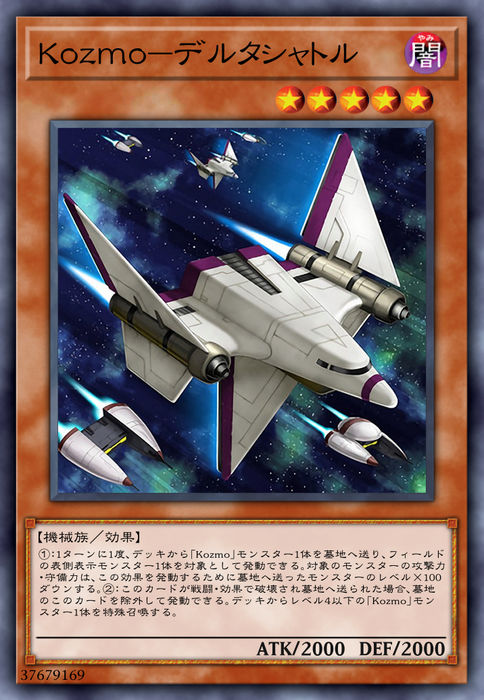 Kozmo－デルタシャトル
やみ
闇
【機械族／効果】
①：1ターンに1度、デッキから「Kozmo」モンスター1体を墓地へ送り、フィールド
の表側表示モンスター1体を対象として発動できる。対象のモンスターの攻撃力
・守備力は、この効果を発動するために墓地へ送ったモンスターのレベル×100
ダウンする。②：このカードが戦闘・効果で破壊され墓地へ送られた場合、墓地
のこのカードを除外して発動できる。デッキからレベル4以下の「Kozmo」モン
スター1体を特殊召喚する。
ATK/2000 DEF/2000
37679169